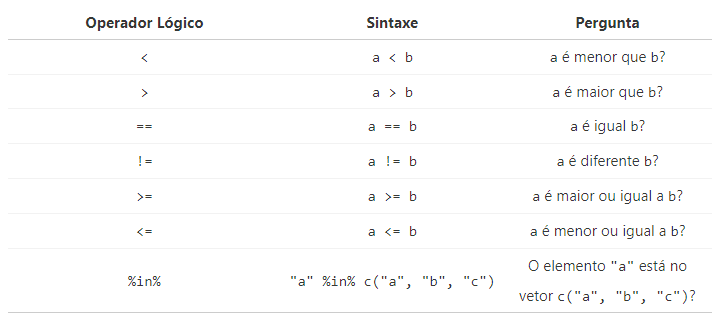 Operador Lógico Sintaxe Pergunta
< a < b a é menor que b?
> a > b a é maior que b?
== a == b a é igual b?
!= a != b a é diferente b?
>= a >= b a é maior ou igual a b?
<= a <= b a é menor ou igual a b?
%in% "a" %in% c("a", "b", "c") O elemento "a" está no
vetor c("a", "b", "c")?